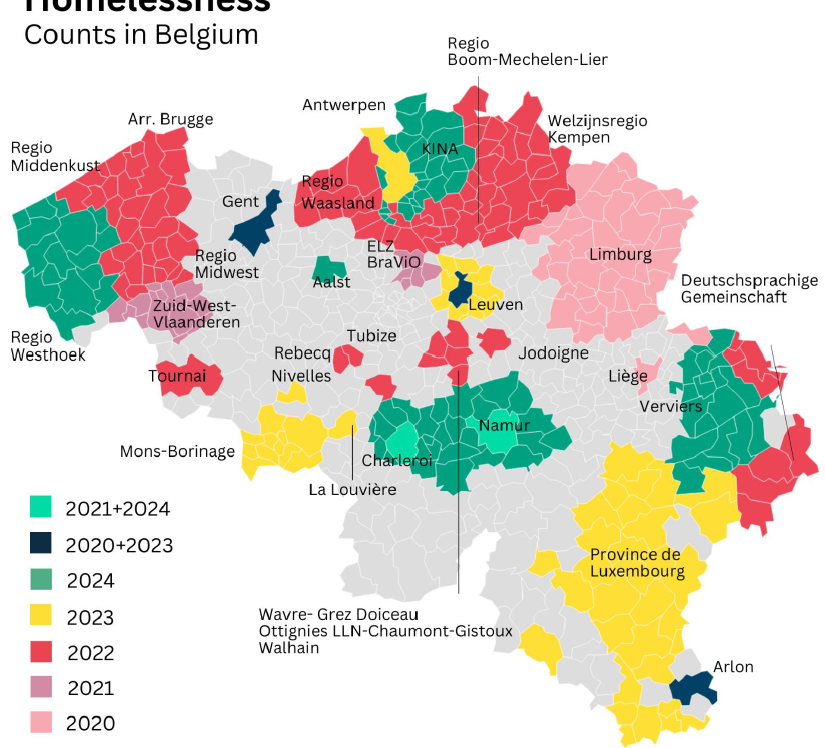 Homelessness
Counts in Belgium
Regio
Boom-Mechelen-Lier
Antwerpen
Arr. Brugge
Welzijnsregio
Kempen
Regio
Middenkust
KINA
Regio
Waasland
Gent
ELZ
BraViO
Regio
Midwest
Limburg
Aalst
Deutschsprachige
Gemeinschaft
Zuid-West-
Vlaanderen
Leuven
Regio
Westhoek
Tubize
Rebecq
Nivelles
Jodoigne
Tournai
Liège
Verviers
Namur
Mons-Borinage
Charleroi
La Louvière
2021+2024
2020+2023
2024
2023
2022
2021
2020
Province de
Luxembourg
Wavre- Grez Doiceau
Ottignies LLN-Chaumont-Gistoux
Walhain
Arlon